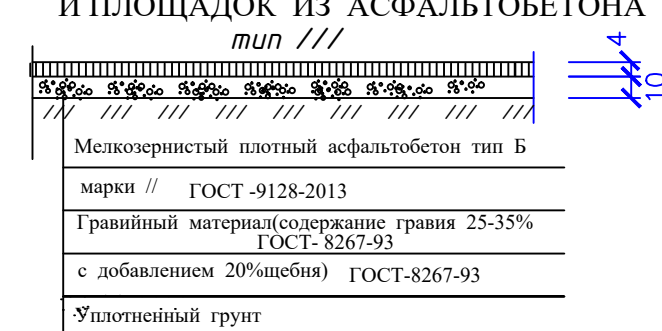 И ПЛОЩАДОК ИЗ АСФАЛЬТОБЕТОНА
тип ///
4
10
Мелкозернистый плотный асфальтобетон тип Б
марки // ГОСТ -9128-2013
Гравийный материал(содержание гравия 25-35%
ГОСТ- 8267-93
с добавлением 20%щебня) ГОСТ-8267-93
Уплотненный грунт